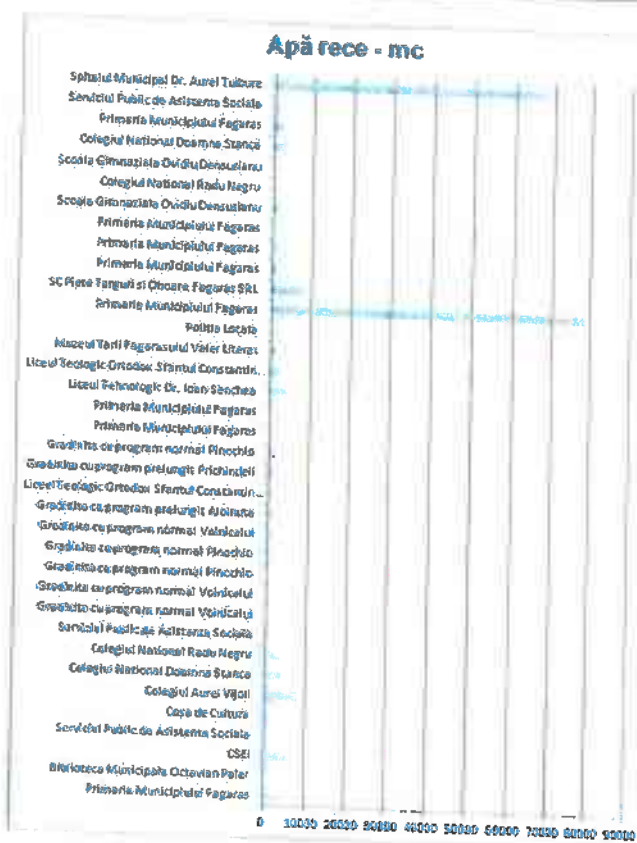 Apă rece - mc
Spitalul Municipal Dr. Aurel Tulbure
Serviciul Public de Asistenta Sociala
Primaria Municipiului Fagaras
Colegiul National Doamna Stanca
Scoala Gimnaziala Ovidiu Densusianu
Colegiul National Radu Negru
Scoala Gimnaziala Ovidiu Densusianu
Primaria Municipiului Fagaras
Primaria Municipiului Fagaras
Primaria Municipiului Fagaras
SC Piete Targuri si Oboare Fagaras SRL
Primaria Municipiului Fagaras
Politia Locala
Muzeul Tarii Fagarasului Valer Literat
Liceul Teologic Ortodox Sfantul Constantin...
Liceul Tehnologic Dr. Ioan Senchea
Primaria Municipiului Fagaras
Primaria Municipiului Fagaras
Gradinita cu program normal Pinochio
Gradinita cu program prelungit Prichindeii
Liceul Teologic Ortodox Sfantul Constantin...
Gradinita cu program prelungit
Gradinita cu program normal Voinicelul
Gradinita cu program normal Pinochio
Gradinita cu program normal Pinochio
Gradinita cu program normal Voinicelul
Gradinita cu program normal Voinicelul
Serviciul Public de Asistenta Sociala
Colegiul National Radu Negru
Colegiul National Doamna Stanca
Colegiul Aurel Vijoli
Casa de Cultura
Serviciul Public de Asistenta Sociala
CSEI
Biblioteca Municipala Octavian Paler
Primaria Municipiului Fagaras
0 10000 20000 30000 40000 50000 60000 70000 80000 90000